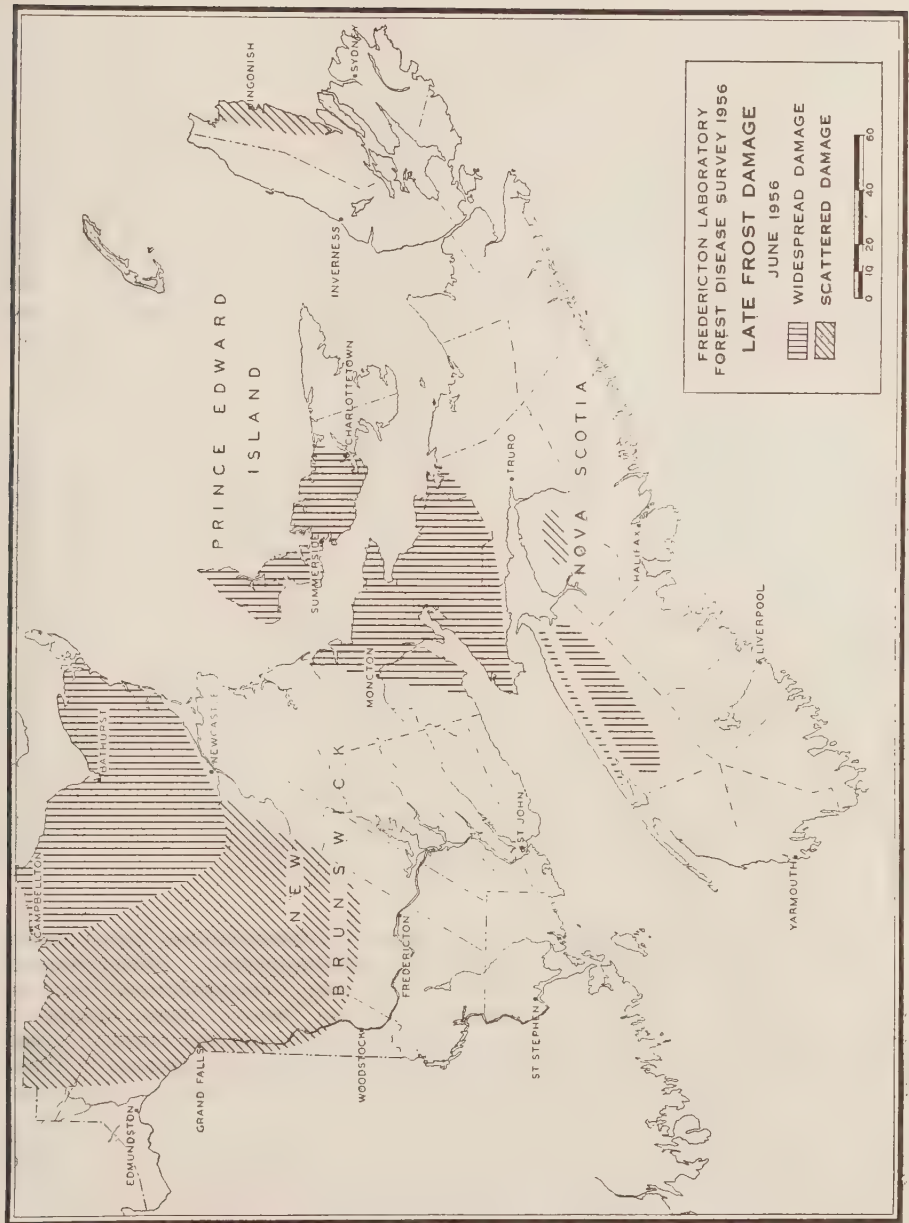 PRINCE EDWARD
ISLAND
INGONISH
SYDNEY
INVERNESS
CHARLOTTETOWN
SUMMERSIDE
CAMPBELLTON
BATHURST
NEWCASTLE
MONCTON
NEW
BRUNSWICK
EDMUNDSTON
GRAND FALLS
WOODSTOCK
FREDERICTON
ST JOHN
ST STEPHEN
TRURO
NOVA SCOTIA
HALIFAX
LIVERPOOL
YARMOUTH
FREDERICTON LABORATORY
FOREST DISEASE SURVEY 1956
LATE FROST DAMAGE
JUNE 1956
WIDESPREAD DAMAGE
SCATTERED DAMAGE
0 10 20 40 60